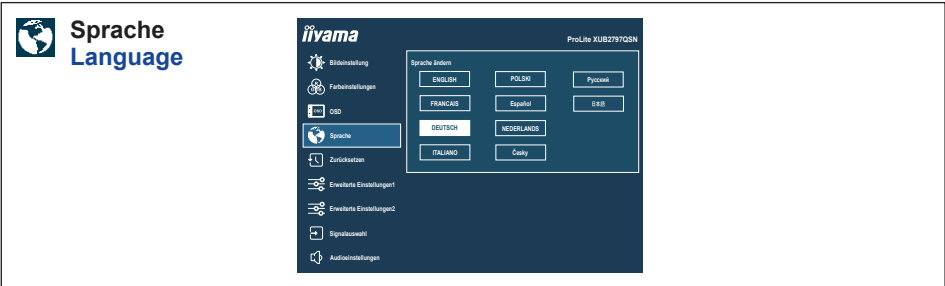 Sprache
Language
iiyama
ProLite XUB2797QSN
Bildeinstellung
Farbeinstellungen
OSD
OSD
Sprache
Zurücksetzen
Erweiterte Einstellungen1
Erweiterte Einstellungen2
Signalauswahl
Audioeinstellungen
Sprache ändern
ENGLISH POLSKI Русский
FRANCAIS Español 日本語
DEUTSCH NEDERLANDS
ITALIANO Česky